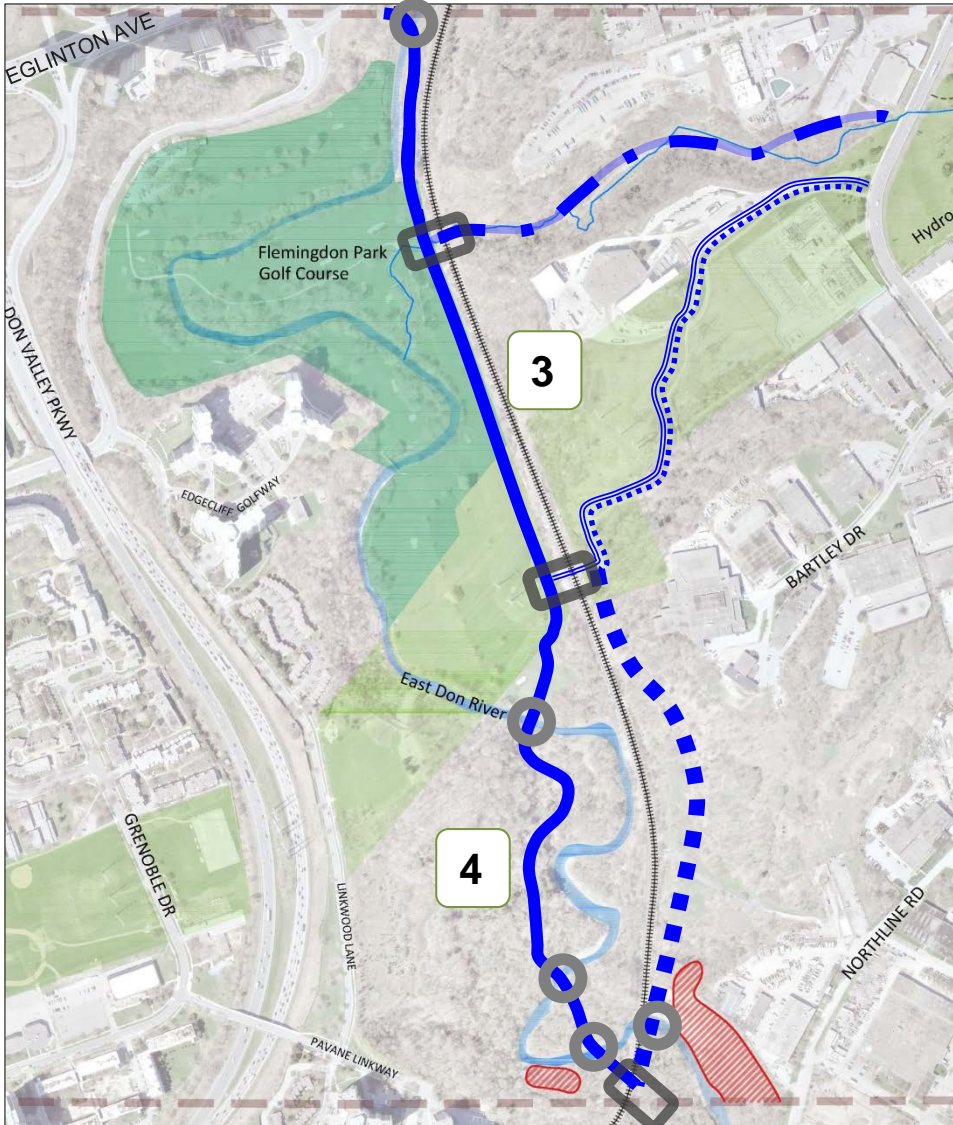 EGLINTON AVE
Flemingdon Park
Golf Course
Hydro
DON VALLEY PKWY
3
EDGECLIFF GOLFWAY
BARTLEY DR
East Don River
GRENOBLE DR
4
LINKWOOD LANE
NORTHLINE RD
PAVANE LINKWAY